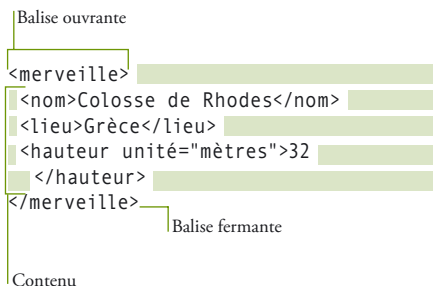 Balise ouvrante
<merveille>
<nom>Colosse de Rhodes</nom>
<lieu>Grèce</lieu>
<hauteur unité="mètres">32
</hauteur>
</merveille>
Balise fermante
Contenu